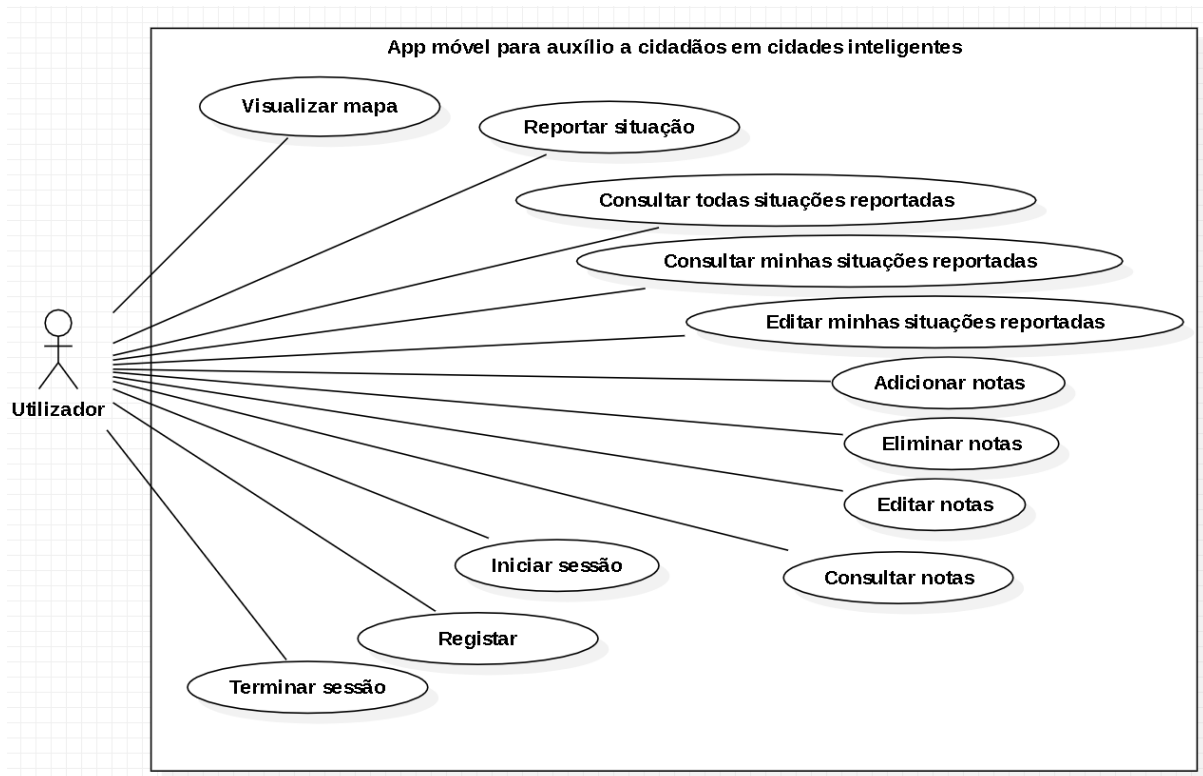 App móvel para auxílio a cidadãos em cidades inteligentes
Visualizar mapa
Reportar situação
Consultar todas situações reportadas
Consultar minhas situações reportadas
Editar minhas situações reportadas
Adicionar notas
Utilizador
Eliminar notas
Editar notas
Iniciar sessão
Consultar notas
Registar
Terminar sessão